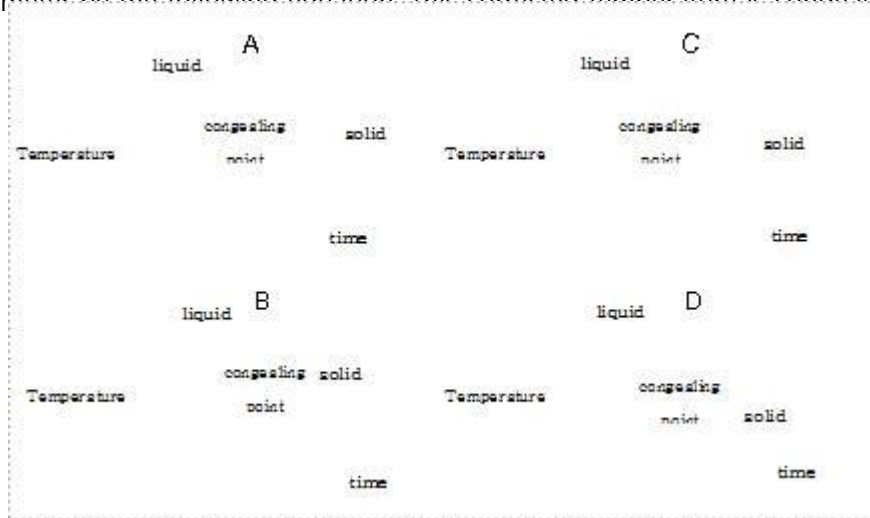 A
liquid
congealing
point
solid
Temperature
time
C
liquid
congealing
point
solid
Temperature
time
B
liquid
congealing
point
solid
Temperature
time
D
liquid
congealing
point
solid
Temperature
time